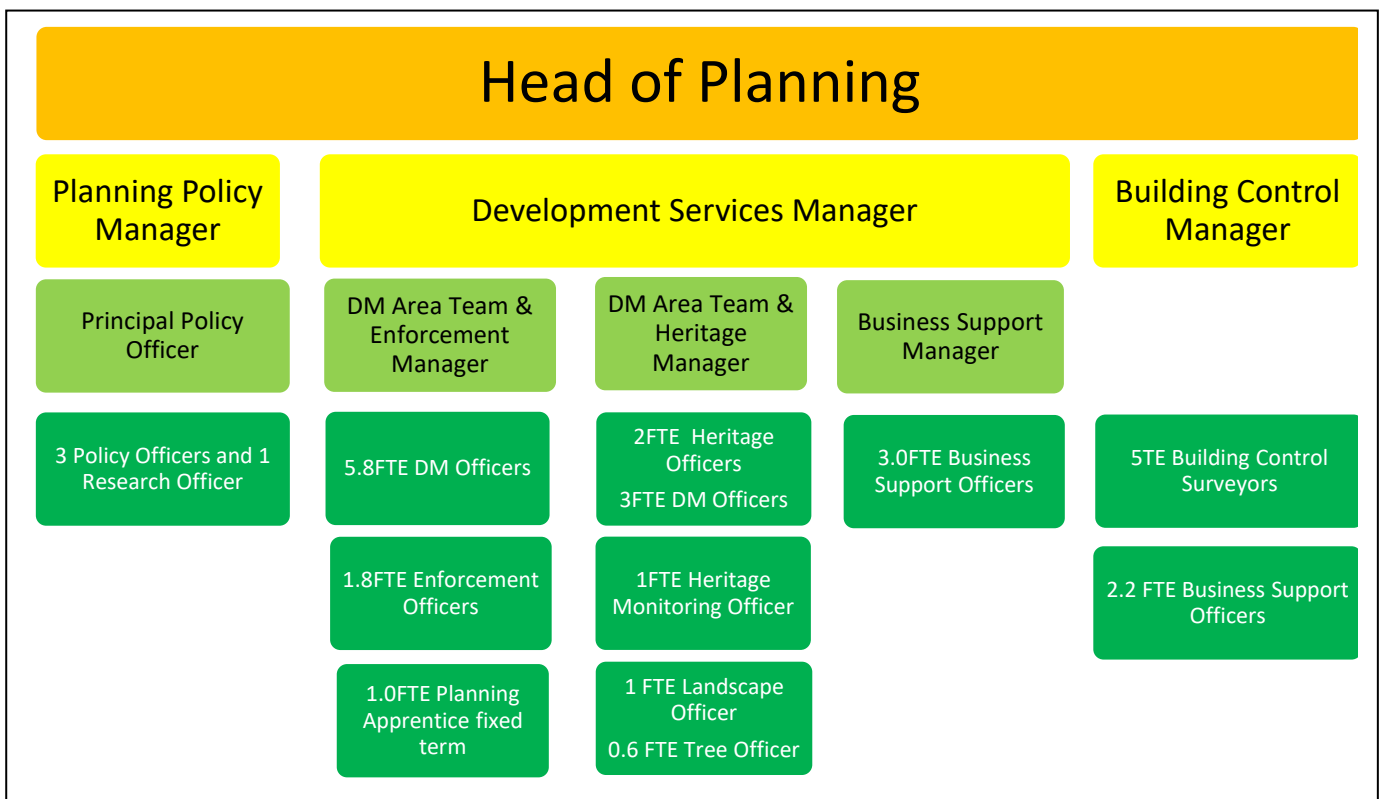 Head of Planning
Planning Policy
Manager
Development Services Manager
Building Control
Manager
Principal Policy
Officer
DM Area Team &
Enforcement
Manager
DM Area Team &
Heritage
Manager
Business Support
Manager
3 Policy Officers and 1
Research Officer
5.8FTE DM Officers
2FTE  Heritage
Officers
3FTE DM Officers
3.0FTE Business
Support Officers
5TE Building Control
Surveyors
1.8FTE Enforcement
Officers
1FTE Heritage
Monitoring Officer
2.2 FTE Business Support
Officers
1.0FTE Planning
Apprentice fixed
term
1 FTE Landscape
Officer
0.6 FTE Tree Officer